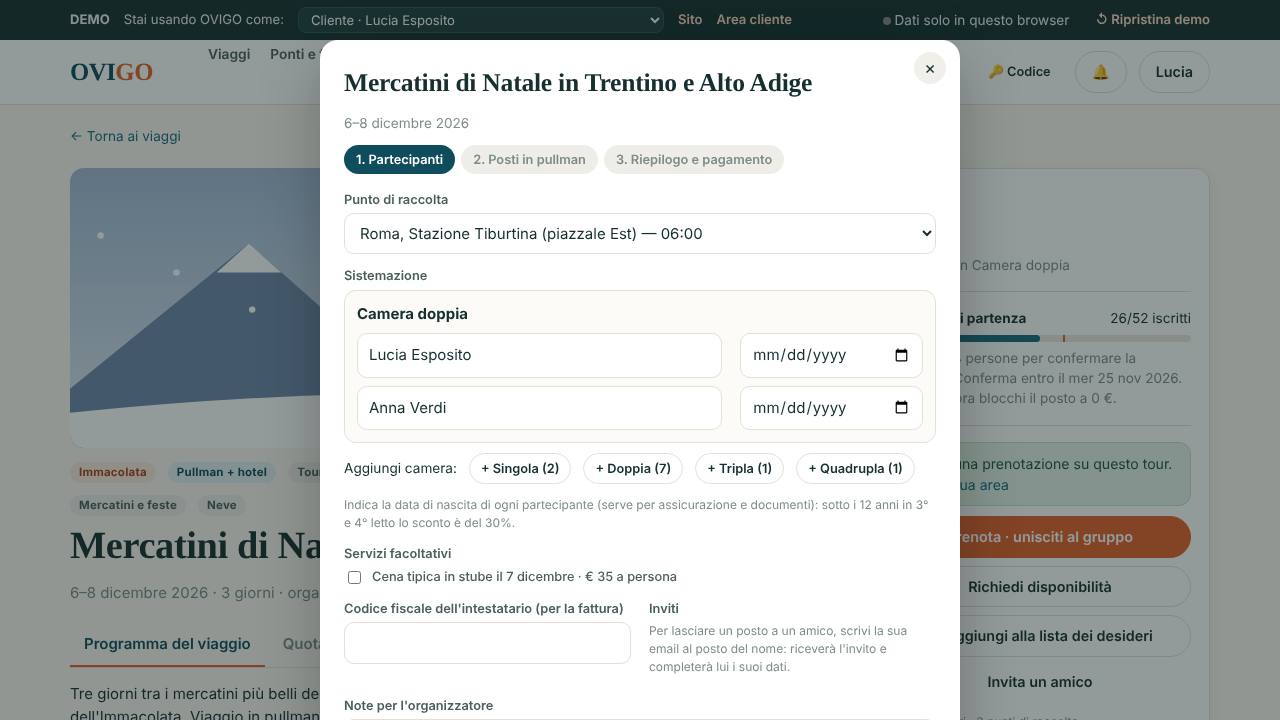 DEMO Stai usando OVIGO come: Cliente · Lucia Esposito Sito Area cliente Dati solo in questo browser Ripristina demo
OVIGO Viaggi Ponti e Codice Lucia
← Torna ai viaggi
Mercatini di Natale in Trentino e Alto Adige
6–8 dicembre 2026
1. Partecipanti 2. Posti in pullman 3. Riepilogo e pagamento
Punto di raccolta
Roma, Stazione Tiburtina (piazzale Est) — 06:00
Sistemazione
Camera doppia
Lucia Esposito mm/dd/yyyy
Anna Verdi mm/dd/yyyy
Aggiungi camera: + Singola (2) + Doppia (7) + Tripla (1) + Quadrupla (1)
Indica la data di nascita di ogni partecipante (serve per assicurazione e documenti): sotto i 12 anni in 3°
e 4° letto lo sconto è del 30%.
Servizi facoltativi
Cena tipica in stube il 7 dicembre · € 35 a persona
Codice fiscale dell'intestatario (per la fattura) Inviti
Per lasciare un posto a un amico, scrivi la sua
email al posto del nome: riceverà l'invito e
completerà lui i suoi dati.
Note per l'organizzatore
Immacolata Pullman + hotel
Mercatini e feste Neve
Mercatini di Na
6–8 dicembre 2026 · 3 giorni · orga
Programma del viaggio Quot
Tre giorni tra i mercatini più belli de
dell'Immacolata. Viaggio in pullman
n Camera doppia
i partenza 26/52 iscritti
persone per confermare la
Conferma entro il mer 25 nov 2026.
ora blocchi il posto a 0 €.
una prenotazione su questo tour.
ua area
renota · unisciti al gruppo
Richiedi disponibilità
ggiungi alla lista dei desideri
Invita un amico